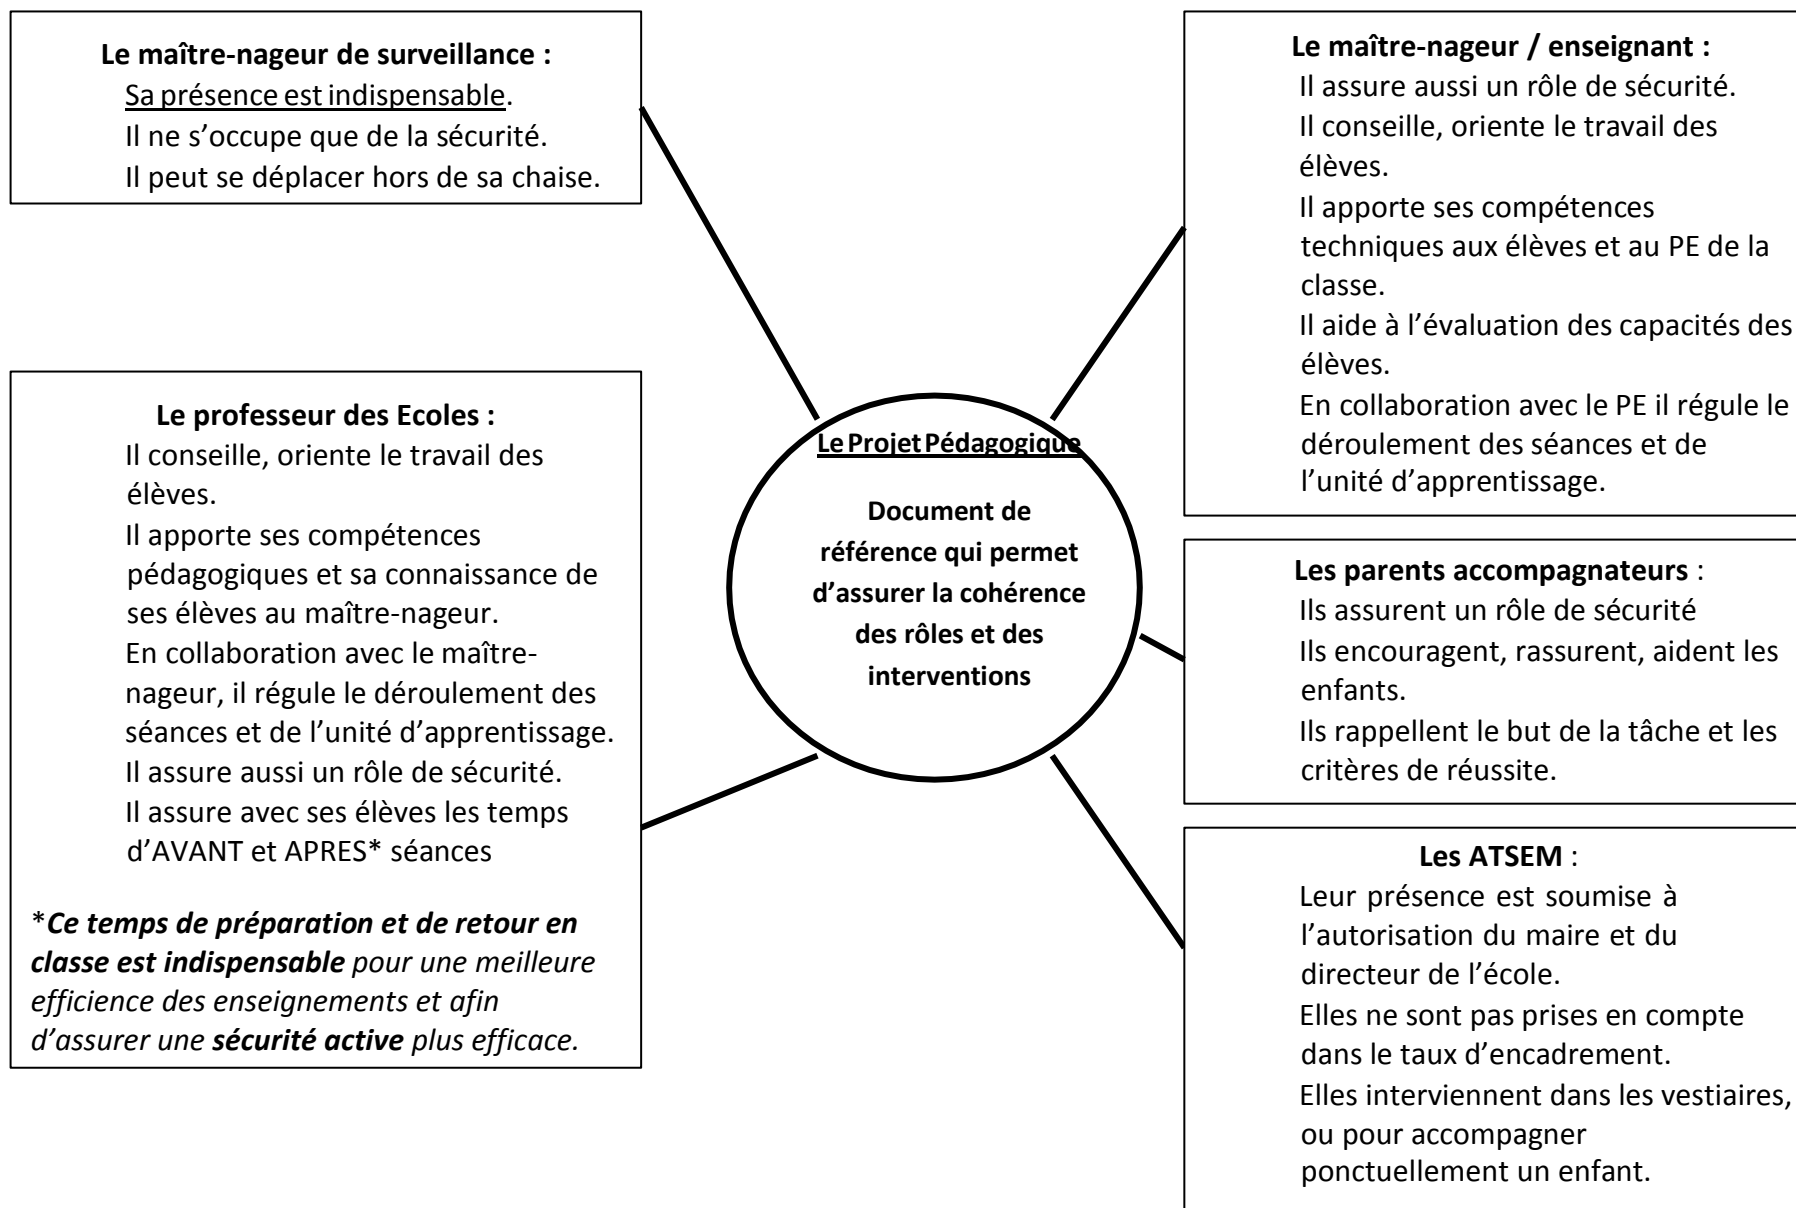 Le maître-nageur de surveillance :
Sa présence est indispensable.
Il ne s’occupe que de la sécurité.
Il peut se déplacer hors de sa chaise.
Le professeur des Ecoles :
Il conseille, oriente le travail des
élèves.
Il apporte ses compétences
pédagogiques et sa connaissance de
ses élèves au maître-nageur.
En collaboration avec le maître-
nageur, il régule le déroulement des
séances et de l’unité d’apprentissage.
Il assure aussi un rôle de sécurité.
Il assure avec ses élèves les temps
d’AVANT et APRES* séances
*Ce temps de préparation et de retour en
classe est indispensable pour une meilleure
efficience des enseignements et afin
d’assurer une sécurité active plus efficace.
Le Projet Pédagogique
Document de
référence qui permet
d’assurer la cohérence
des rôles et des
interventions
Le maître-nageur / enseignant :
Il assure aussi un rôle de sécurité.
Il conseille, oriente le travail des
élèves.
Il apporte ses compétences
techniques aux élèves et au PE de la
classe.
Il aide à l’évaluation des capacités des
élèves.
En collaboration avec le PE il régule le
déroulement des séances et de
l’unité d’apprentissage.
Les parents accompagnateurs :
Ils assurent un rôle de sécurité
Ils encouragent, rassurent, aident les
enfants.
Ils rappellent le but de la tâche et les
critères de réussite.
Les ATSEM :
Leur présence est soumise à
l’autorisation du maire et du
directeur de l’école.
Elles ne sont pas prises en compte
dans le taux d’encadrement.
Elles interviennent dans les vestiaires,
ou pour accompagner
ponctuellement un enfant.